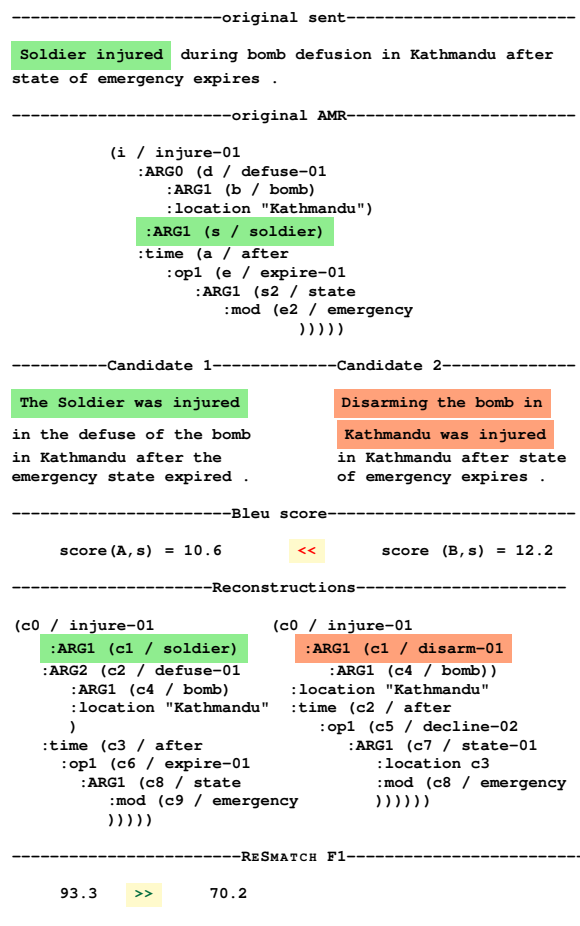 ----------------------original sent------------------------
Soldier injured during bomb defusion in Kathmandu after
state of emergency expires .
-----------------------original AMR------------------------
(i / injure-01
:ARG0 (d / defuse-01
:ARG1 (b / bomb)
:location "Kathmandu")
:ARG1 (s / soldier)
:time (a / after
:op1 (e / expire-01
:ARG1 (s2 / state
:mod (e2 / emergency
)))))
----------Candidate 1-------------Candidate 2--------------
The Soldier was injured
in the defuse of the bomb
in Kathmandu after the
emergency state expired .
Disarming the bomb in
Kathmandu was injured
in Kathmandu after state
of emergency expires .
-----------------------Bleu score--------------------------
score(A,s) = 10.6 << score (B,s) = 12.2
---------------------Reconstructions----------------------
(c0 / injure-01
:ARG1 (c1 / soldier)
:ARG2 (c2 / defuse-01
:ARG1 (c4 / bomb)
:location "Kathmandu"
)
:time (c3 / after
:op1 (c6 / expire-01
:ARG1 (c8 / state
:mod (c9 / emergency
)))))
(c0 / injure-01
:ARG1 (c1 / disarm-01
:ARG1 (c4 / bomb))
:location "Kathmandu"
:time (c2 / after
:op1 (c5 / decline-02
:ARG1 (c7 / state-01
:location c3
:mod (c8 / emergency
))))))
------------------------RESMATCH F1-------------------------
93.3 >> 70.2